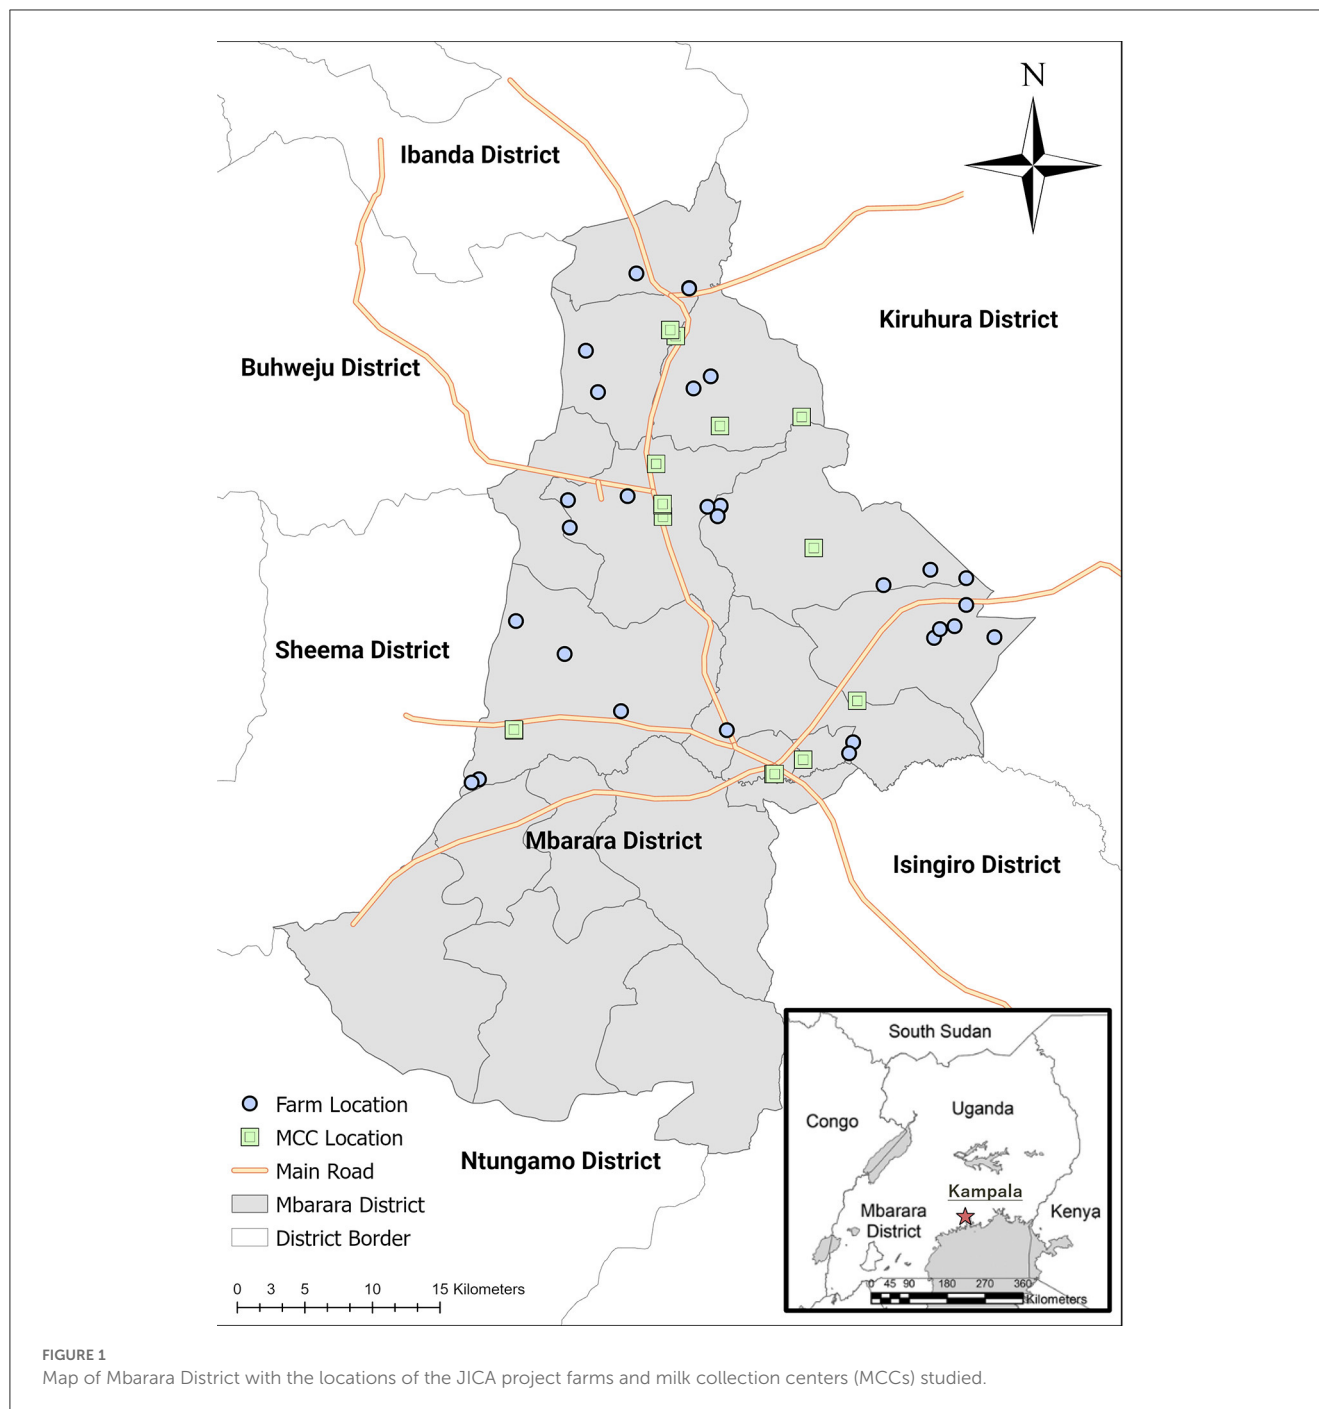 N
Ibanda District
Kiruhura District
Buhweju District
Sheema District
Mbarara District
Isingiro District
Ntungamo District
Farm Location
MCC Location
Main Road
Mbarara District
District Border
0 3 5 10 15 Kilometers
South Sudan
Congo
Uganda
Kampala
Mbarara
District
Kenya
0 45 90 180 270 360
Kilometers
FIGURE 1
Map of Mbarara District with the locations of the JICA project farms and milk collection centers (MCCs) studied.